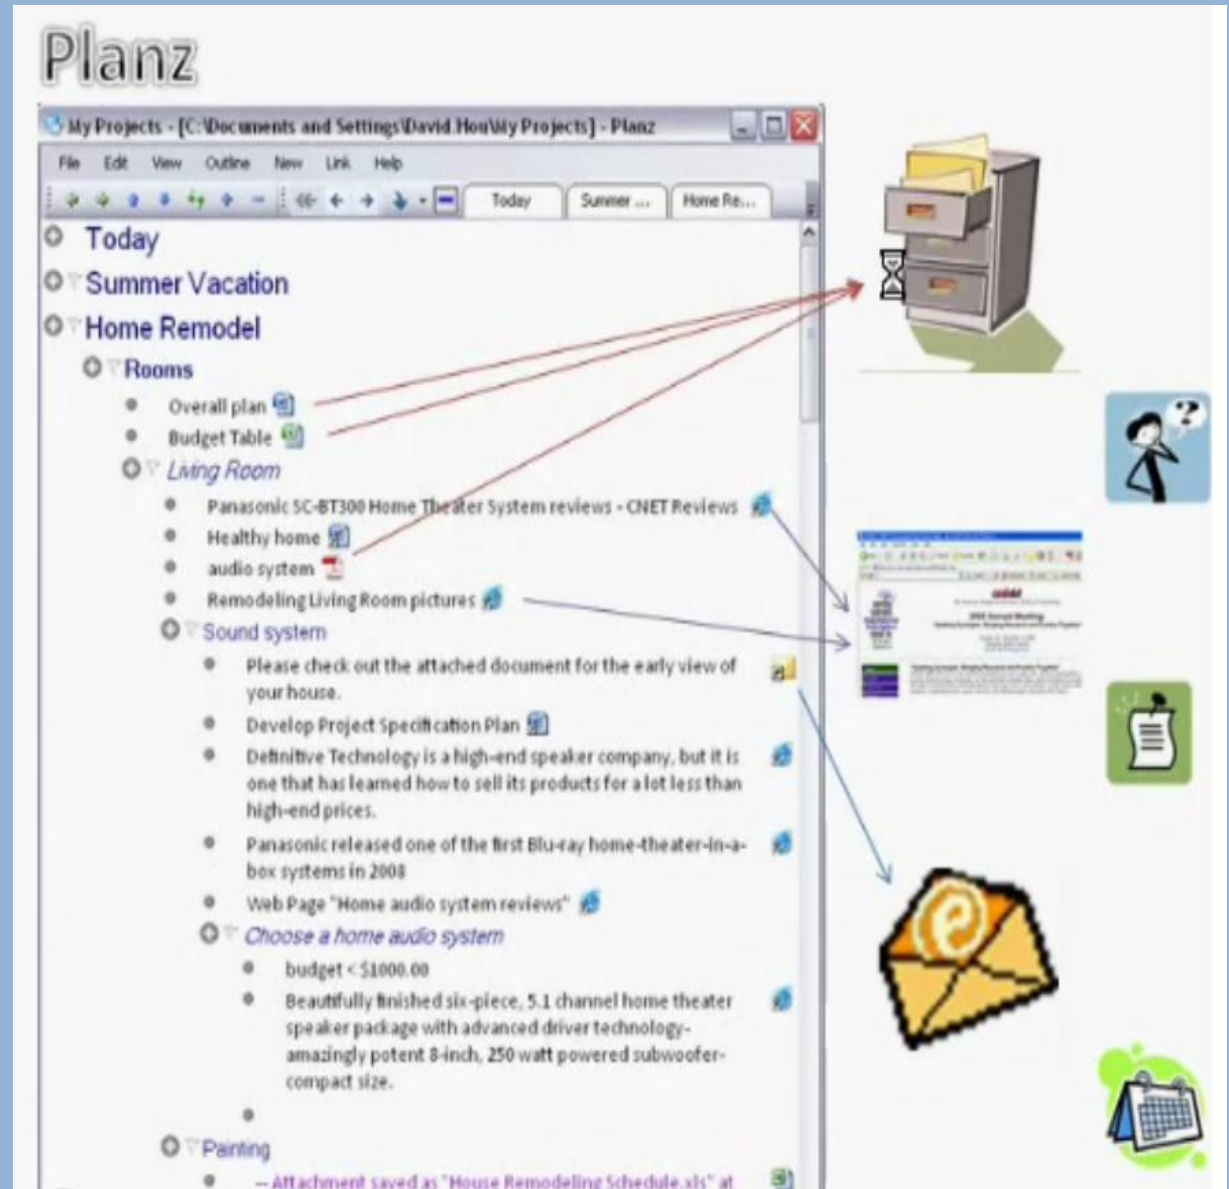 Planz
My Projects - [C:\Documents and Settings\David.Hou\My Projects] - Planz
File Edit View Outline New Link Help
Today Summer ... Home Re...
Today
Summer Vacation
Home Remodel
Rooms
Overall plan
Budget Table
Living Room
Panasonic SC-BT300 Home Theater System reviews - CNET Reviews
Healthy home
audio system
Remodeling Living Room pictures
Sound system
Please check out the attached document for the early view of
your house.
Develop Project Specification Plan
Definitive Technology is a high-end speaker company, but it is
one that has learned how to sell its products for a lot less than
high-end prices.
Panasonic released one of the first Blu-ray home-theater-in-a-
box systems in 2008
Web Page "Home audio system reviews"
Choose a home audio system
budget < $1000.00
Beautifully finished six-piece, 5.1 channel home theater
speaker package with advanced driver technology-
amazingly potent 8-inch, 250 watt powered subwoofer-
compact size.
Painting
-- Attachment saved as "House Remodeling Schedule.xls" at